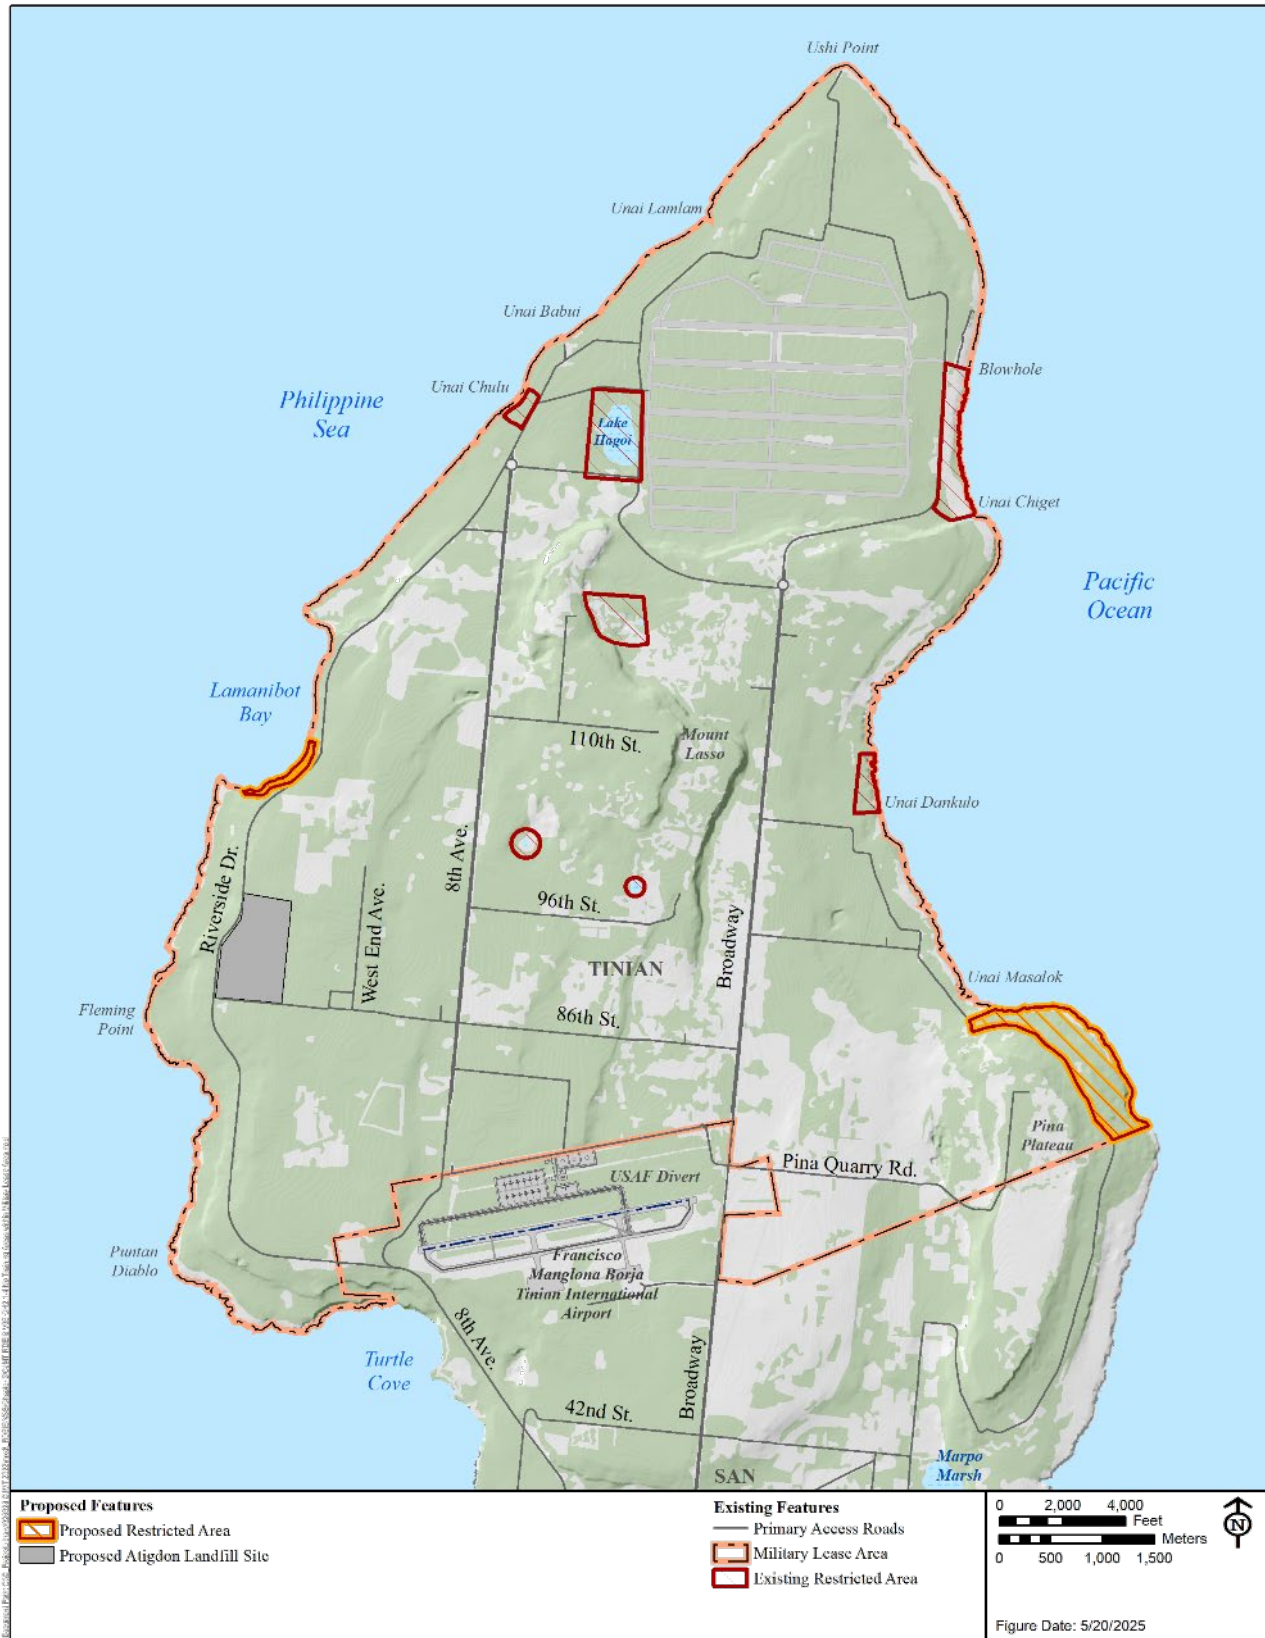 Ushi Point
Unai Lamlam
Unai Babui
Blowhole
Unai Chulu
Philippine
Sea
Lake
Hagoi
Unai Chiget
Pacific
Ocean
Lamanibot
Bay
110th St.
Mount
Lasso
Unai Dankulo
8th Ave.
Riverside Dr.
West End Ave.
96th St.
Broadway
TINIAN
Unai Masalok
Fleming
Point
86th St.
Pina
Plateau
Pina Quarry Rd.
USAF Divert
Puntan
Diablo
Francisco
Manglona Borja
Tinian International
Airport
8th Ave.
Turtle
Cove
Broadway
42nd St.
Marpo
Marsh
SAN
Proposed Features
Proposed Restricted Area
Proposed Atigdon Landfill Site
Existing Features
Primary Access Roads
Military Lease Area
Existing Restricted Area
0 2,000 4,000
Feet
Meters
0 500 1,000 1,500
N
Figure Date: 5/20/2025